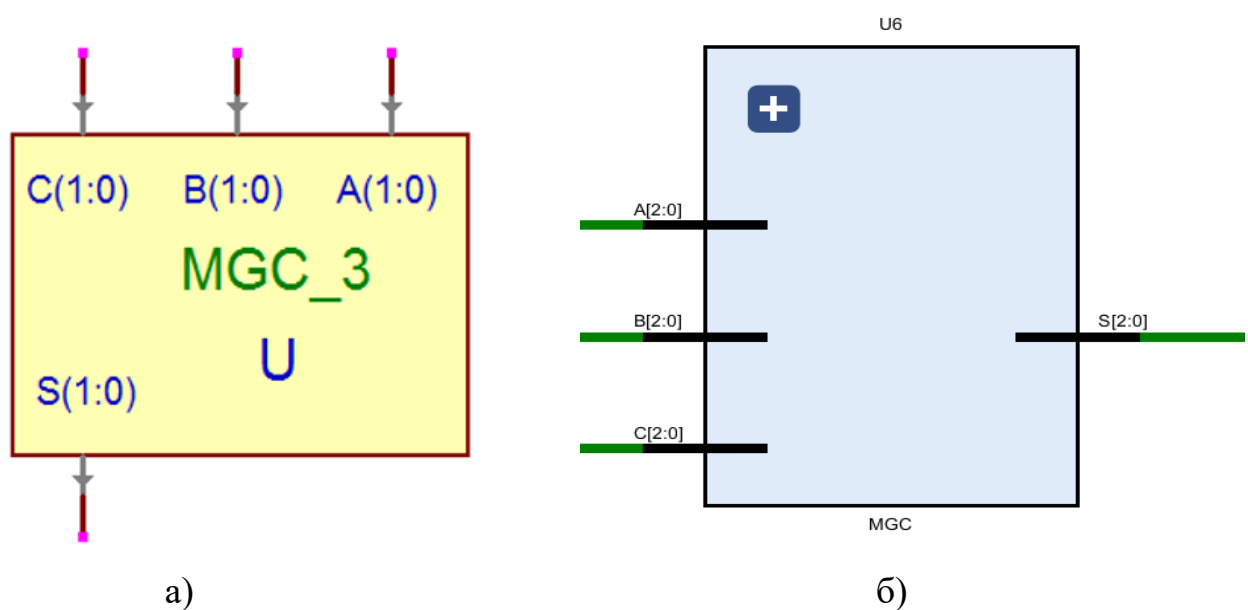 C(1:0) B(1:0) A(1:0)
MGC_3
U
S(1:0)
а)
U6
A[2:0]
B[2:0]
S[2:0]
C[2:0]
MGC
б)